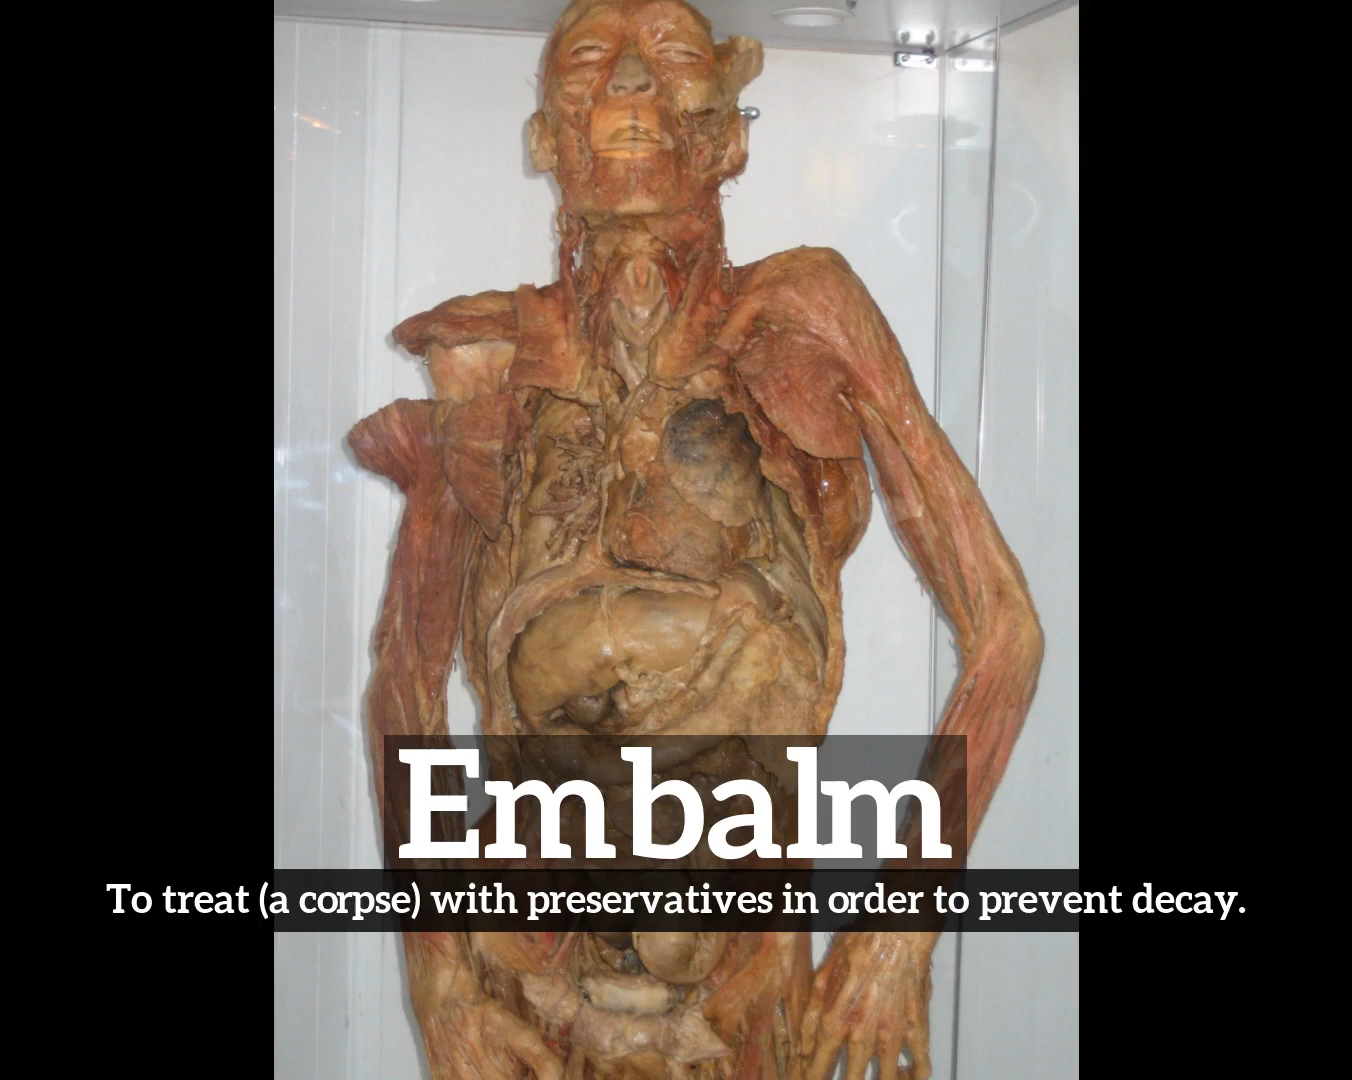 Embalm
To treat (a corpse) with preservatives in order to prevent decay.